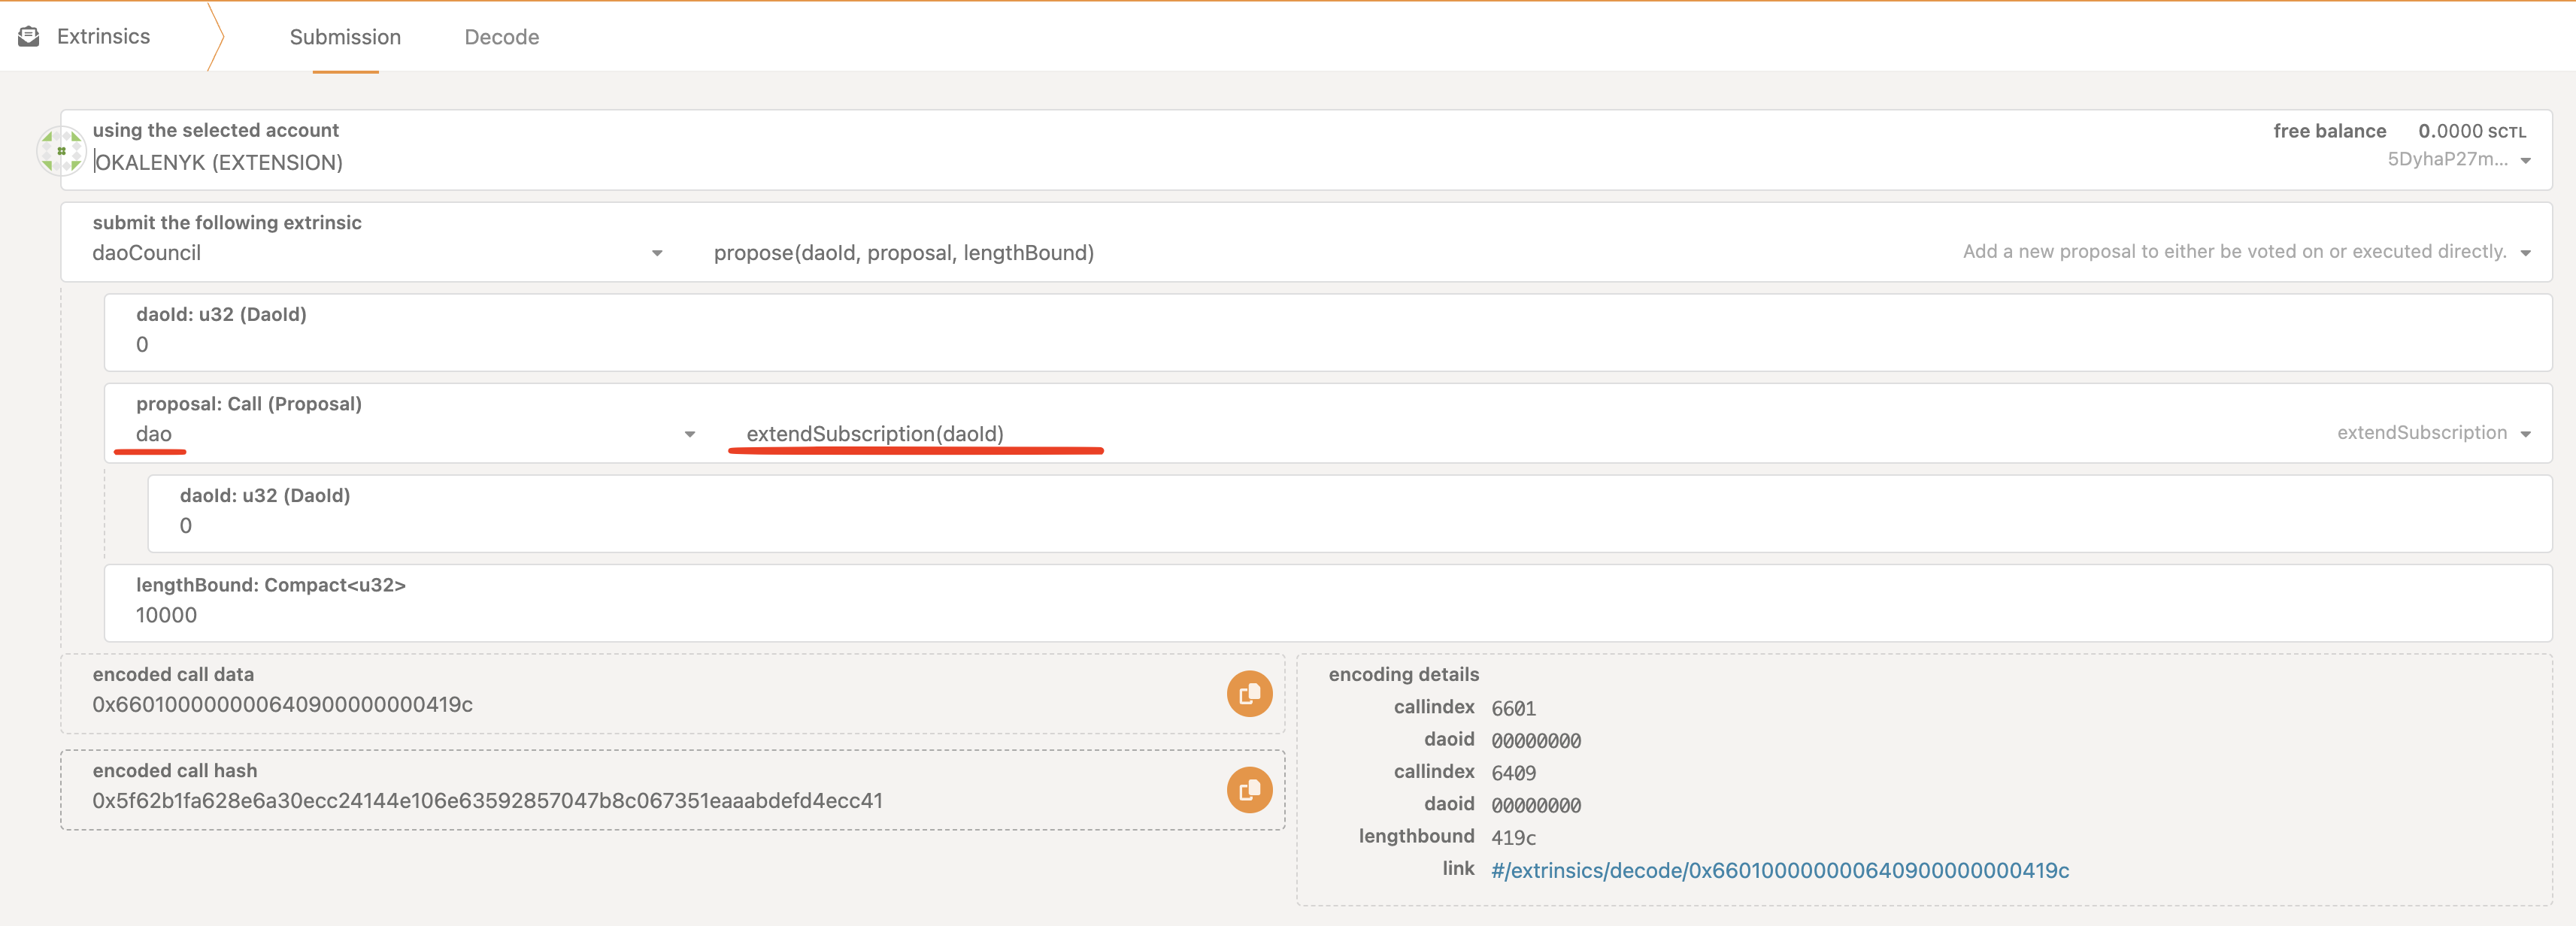 Extrinsics
Submission
Decode
using the selected account
OKALENYK (EXTENSION)
free balance 0.0000 SCTL
5DyhaP27m...
submit the following extrinsic
daoCouncil
propose(daoId, proposal, lengthBound)
Add a new proposal to either be voted on or executed directly.
daoId: u32 (DaoId)
0
proposal: Call (Proposal)
dao
extendSubscription(daoId)
extendSubscription
daoId: u32 (DaoId)
0
lengthBound: Compact<u32>
10000
encoded call data
0x660100000000640900000000419c
encoded call hash
0x5f62b1fa628e6a30ecc24144e106e63592857047b8c067351eaaabdefd4ecc41
encoding details
callindex 6601
daoid 00000000
callindex 6409
daoid 00000000
lengthbound 419c
link #/extrinsics/decode/0x660100000000640900000000419c